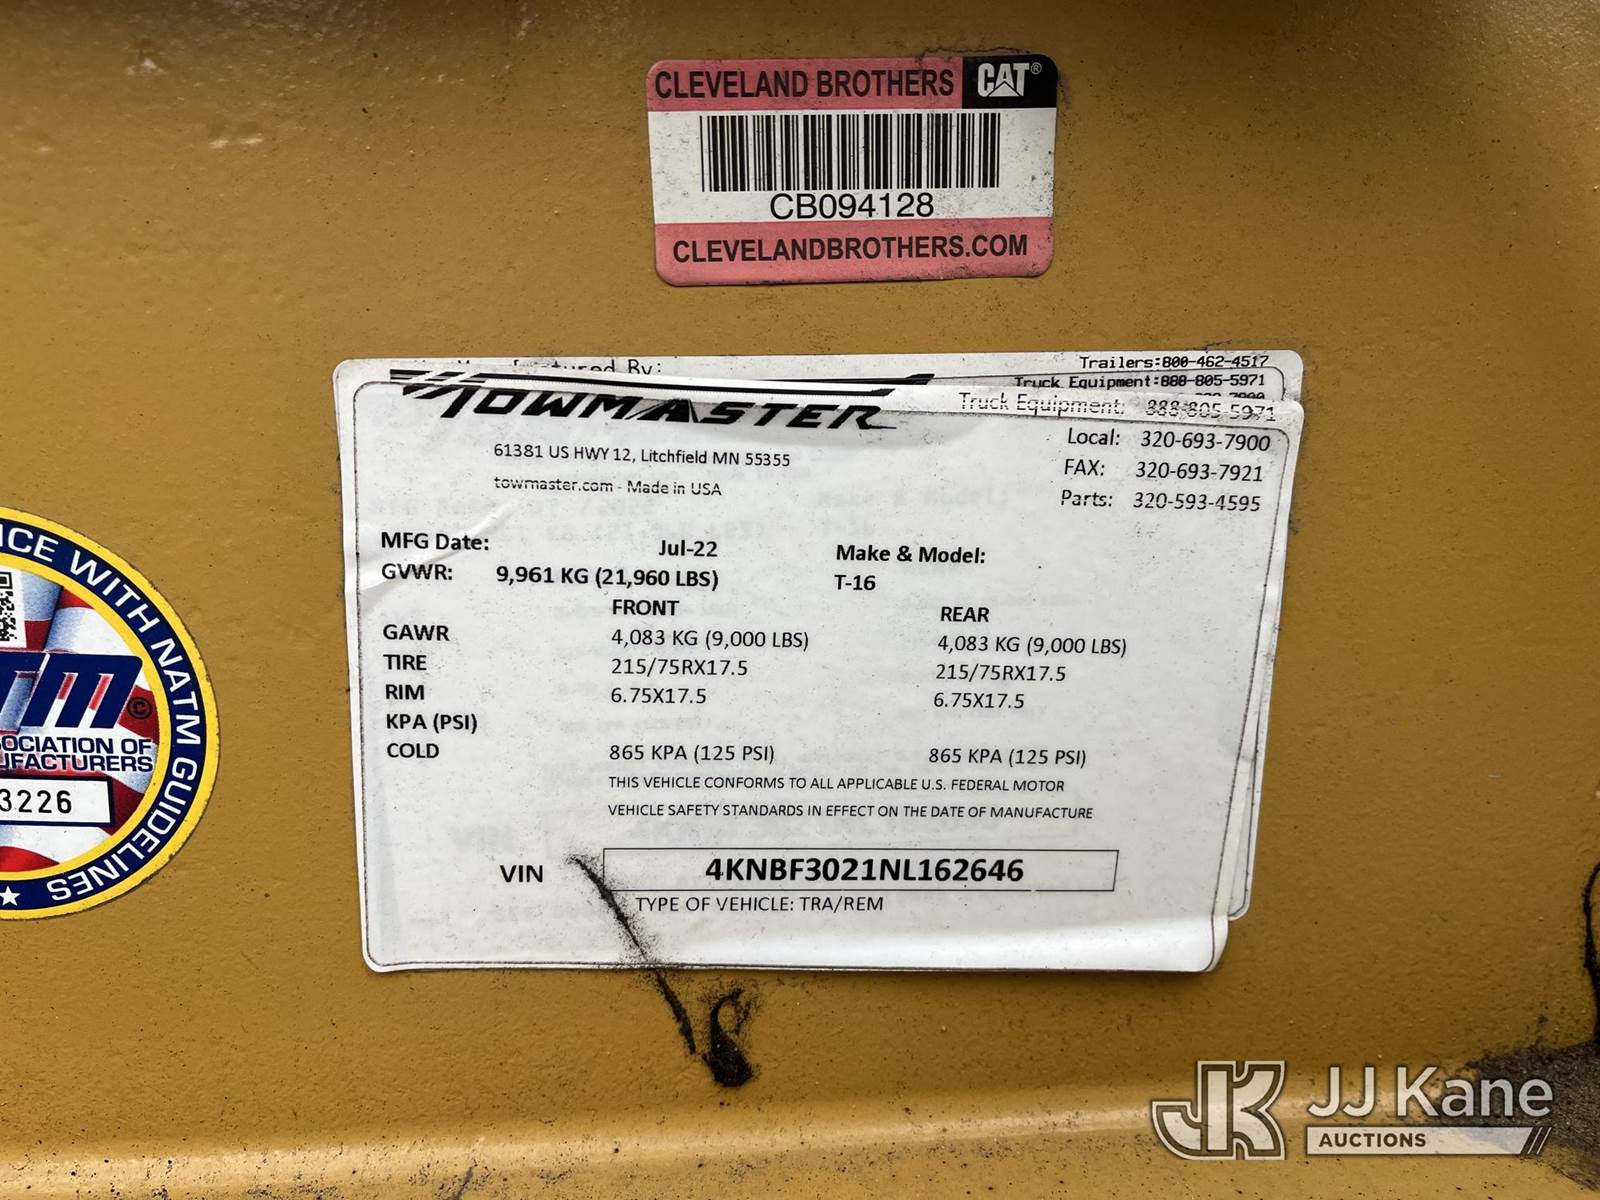 CLEVELAND BROTHERS CAT®
CB094128
CLEVELANDBROTHERS.COM
By:
Trailers:800-462-4517
Truck Equipment:888-805-5971
TOWMASTER
Truck Equipment: 888-805-5971
61381 US HWY 12, Litchfield MN 55355
Local: 320-693-7900
towmaster.com - Made in USA
FAX: 320-693-7921
Parts: 320-593-4595
MFG Date: Jul-22
Make & Model:
GVWR: 9,961 KG (21,960 LBS)
T-16
FRONT REAR
GAWR 4,083 KG (9,000 LBS) 4,083 KG (9,000 LBS)
TIRE 215/75RX17.5 215/75RX17.5
RIM 6.75X17.5 6.75X17.5
KPA (PSI)
COLD 865 KPA (125 PSI) 865 KPA (125 PSI)
THIS VEHICLE CONFORMS TO ALL APPLICABLE U.S. FEDERAL MOTOR
VEHICLE SAFETY STANDARDS IN EFFECT ON THE DATE OF MANUFACTURE
VIN 4KNBF3021NL162646
TYPE OF VEHICLE: TRA/REM
WITH NATM GUIDELINES
TM©
OF
3226
JK JJ Kane
AUCTIONS